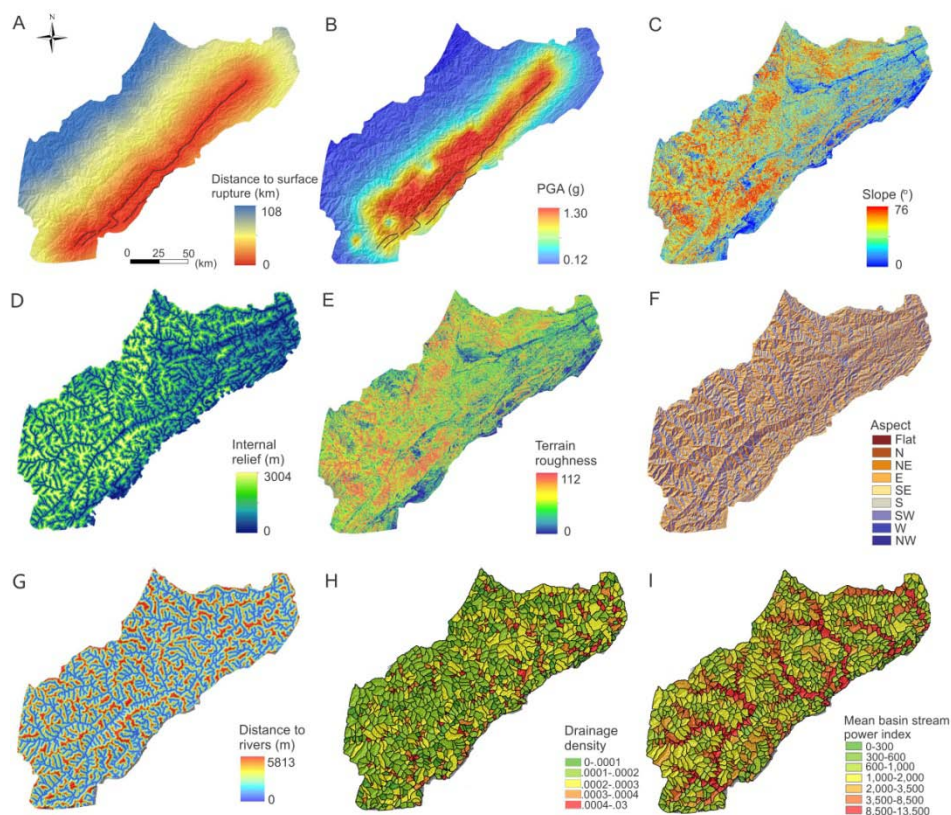 A
N
Distance to surface
rupture (km)
108
0
0 25 50
(km)
B
PGA (g)
1.30
0.12
C
Slope (°)
76
0
D
Internal
relief (m)
3004
0
E
Terrain
roughness
112
0
F
Aspect
Flat
N
NE
E
SE
S
SW
W
NW
G
Distance to
rivers (m)
5813
0
H
Drainage
density
0-.0001
.0001-.0002
.0002-.0003
.0003-.0004
.0004-.03
I
Mean basin stream
power index
0-300
300-600
600-1,000
1,000-2,000
2,000-3,500
3,500-8,500
8,500-13,500